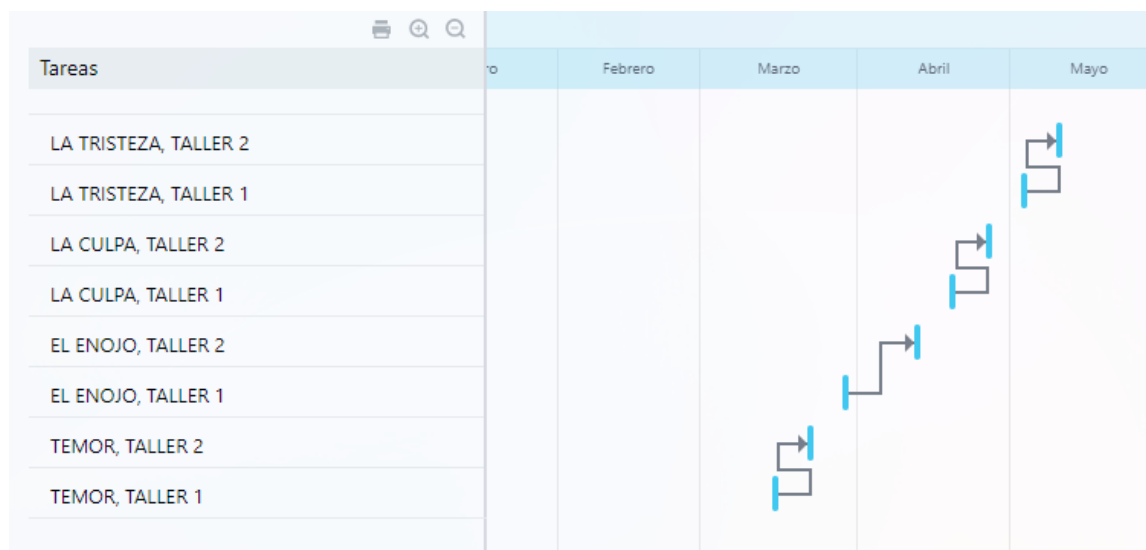 Tareas
ro Febrero Marzo Abril Mayo
LA TRISTEZA, TALLER 2
LA TRISTEZA, TALLER 1
LA CULPA, TALLER 2
LA CULPA, TALLER 1
EL ENOJO, TALLER 2
EL ENOJO, TALLER 1
TEMOR, TALLER 2
TEMOR, TALLER 1